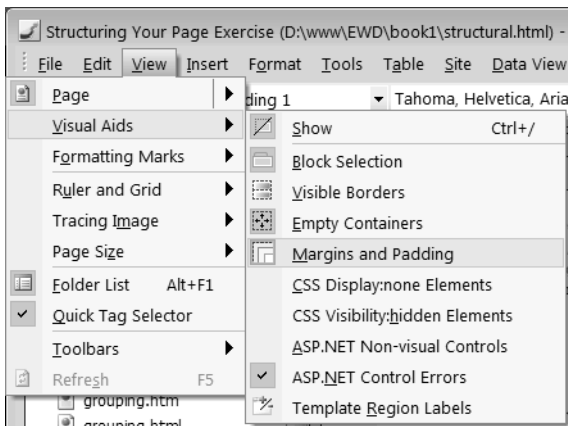 Structuring Your Page Exercise (D:\www\EWD\book1\structural.html) -
File Edit View Insert Format Tools Table Site Data View
Page
ding 1 Tahoma, Helvetica, Aria
Visual Aids
Show Ctrl+/
Formatting Marks
Block Selection
Ruler and Grid
Visible Borders
Tracing Image
Empty Containers
Page Size
Margins and Padding
Folder List Alt+F1
CSS Display:none Elements
Quick Tag Selector
CSS Visibility:hidden Elements
Toolbars
ASP.NET Non-visual Controls
Refresh F5
ASP.NET Control Errors
grouping.htm
Template Region Labels
grouping.html